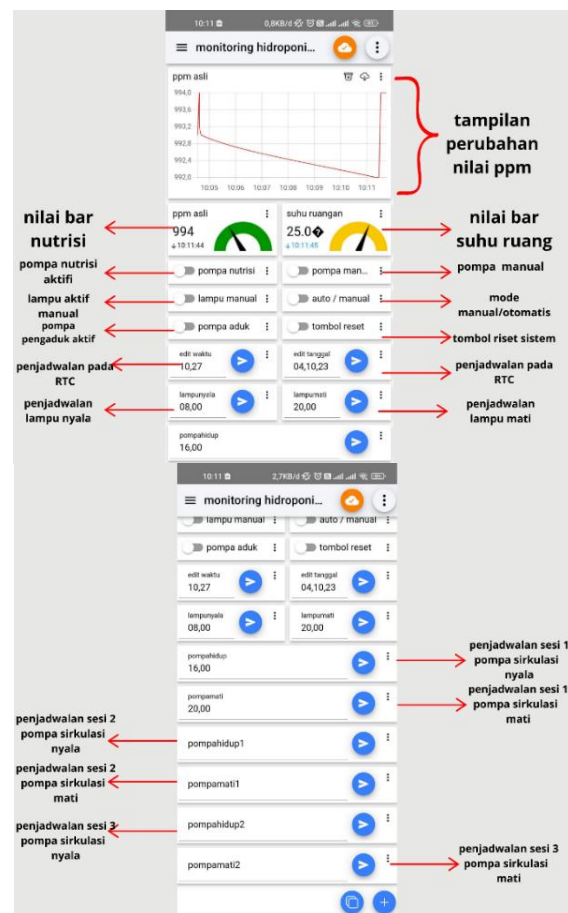 10:11 0,8KB/d
monitoring hidroponi...
ppm asli
994,0
993,6
993,2
992,8
992,4
992,0
10:05 10:06 10:07 10:08 10:09 10:10 10:11
tampilan
perubahan
nilai ppm
nilai bar
nutrisi
ppm asli
994
↓10:11:44
suhu ruangan
25.0�
↓10:11:45
nilai bar
suhu ruang
pompa nutrisi
aktifi
pompa nutrisi
pompa man...
pompa manual
lampu aktif
manual
lampu manual
auto / manual
mode
manual/otomatis
pompa
pengaduk aktif
pompa aduk
tombol reset
tombol riset sistem
penjadwalan pada
RTC
edit waktu
10,27
edit tanggal
04,10,23
penjadwalan pada
RTC
penjadwalan
lampu nyala
lampunyala
08,00
lampumati
20,00
penjadwalan
lampu mati
pompahidup
16,00
10:11 2,7KB/d
monitoring hidroponi...
lampu manual
auto / manual
pompa aduk
tombol reset
edit waktu
10,27
edit tanggal
04,10,23
lampunyala
08,00
lampumati
20,00
pompahidup
16,00
penjadwalan sesi 1
pompa sirkulasi
nyala
pompamati
20,00
penjadwalan sesi 1
pompa sirkulasi
mati
penjadwalan sesi 2
pompa sirkulasi
nyala
pompahidup1
penjadwalan sesi 2
pompa sirkulasi
mati
pompamati1
penjadwalan sesi 3
pompa sirkulasi
nyala
pompahidup2
pompamati2
penjadwalan sesi 3
pompa sirkulasi
mati